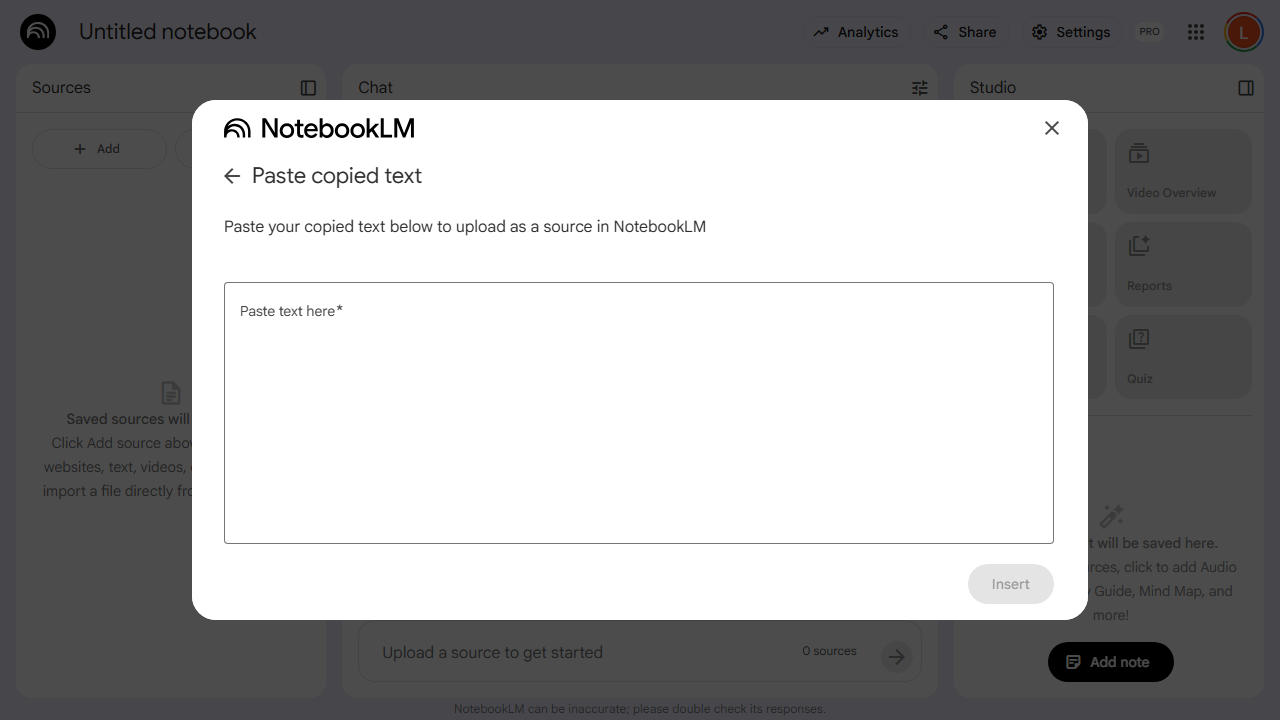 Untitled notebook
Analytics
Share
Settings
PRO
L
Sources
Chat
Studio
Add
NotebookLM
Paste copied text
Paste your copied text below to upload as a source in NotebookLM
Paste text here*
Insert
Saved sources will
Click Add source
websites, text, videos,
import a file directly
Video Overview
Reports
Quiz
will be saved here.
click to add Audio
Guide, Mind Map, and
more!
Add note
Upload a source to get started
0 sources
NotebookLM can be inaccurate; please double check its responses.